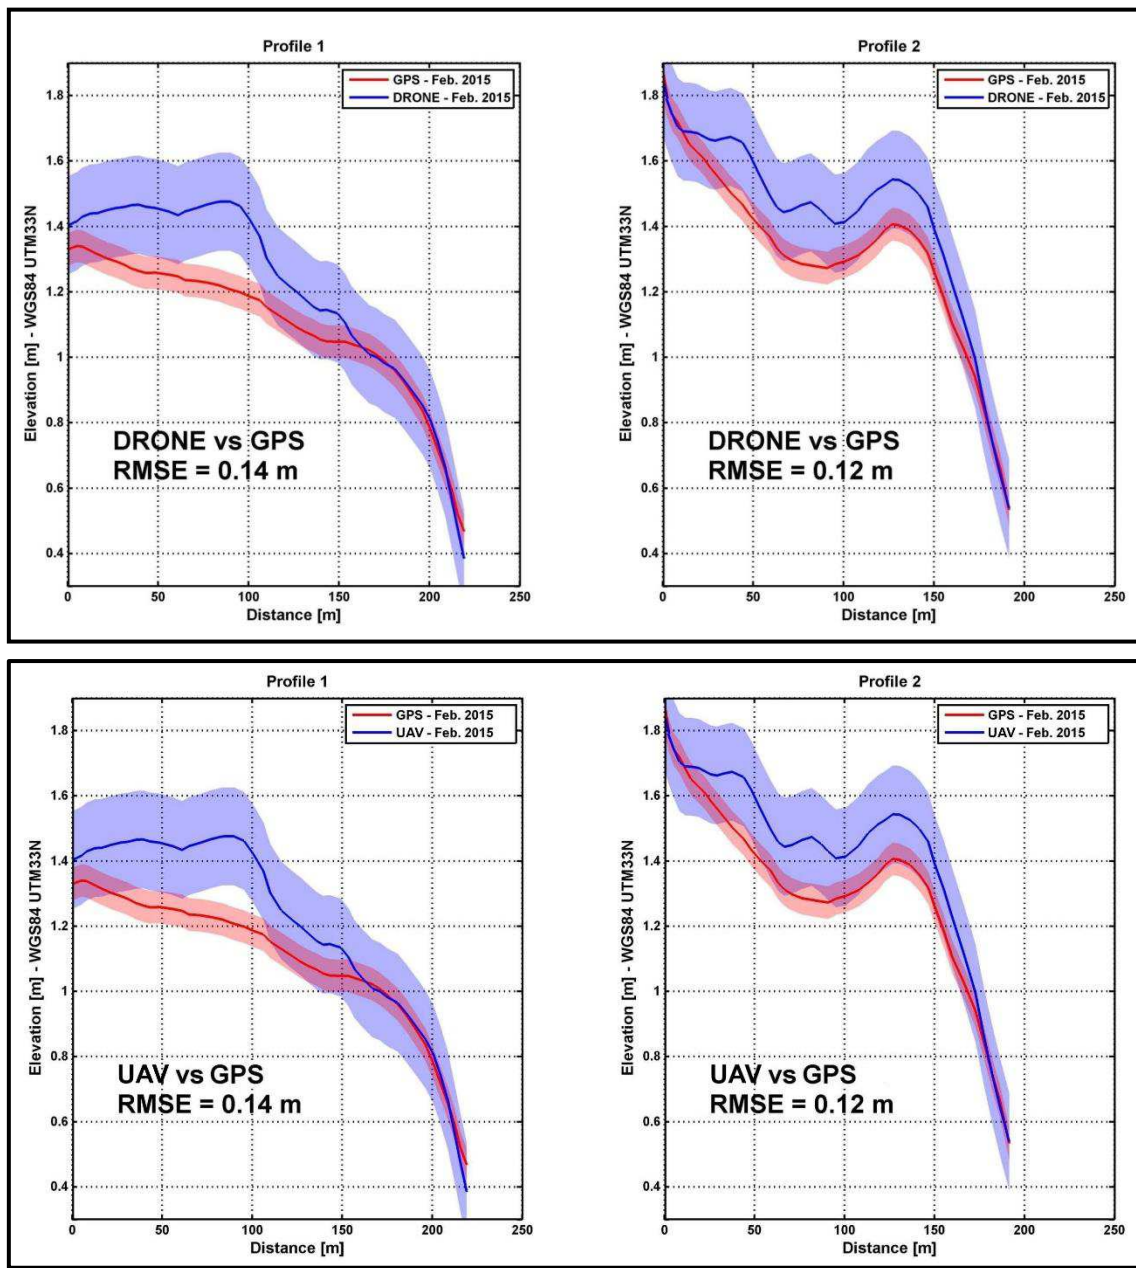 Profile 1
GPS - Feb. 2015
DRONE - Feb. 2015
Elevation [m] - WGS84 UTM33N
1.8
1.6
1.4
1.2
1
0.8
0.6
0.4
DRONE vs GPS
RMSE = 0.14 m
0 50 100 150 200 250
Distance [m]
Profile 2
GPS - Feb. 2015
DRONE - Feb. 2015
Elevation [m] - WGS84 UTM33N
1.8
1.6
1.4
1.2
1
0.8
0.6
0.4
DRONE vs GPS
RMSE = 0.12 m
0 50 100 150 200 250
Distance [m]
Profile 1
GPS - Feb. 2015
UAV - Feb. 2015
Elevation [m] - WGS84 UTM33N
1.8
1.6
1.4
1.2
1
0.8
0.6
0.4
UAV vs GPS
RMSE = 0.14 m
0 50 100 150 200 250
Distance [m]
Profile 2
GPS - Feb. 2015
UAV - Feb. 2015
Elevation [m] - WGS84 UTM33N
1.8
1.6
1.4
1.2
1
0.8
0.6
0.4
UAV vs GPS
RMSE = 0.12 m
0 50 100 150 200 250
Distance [m]